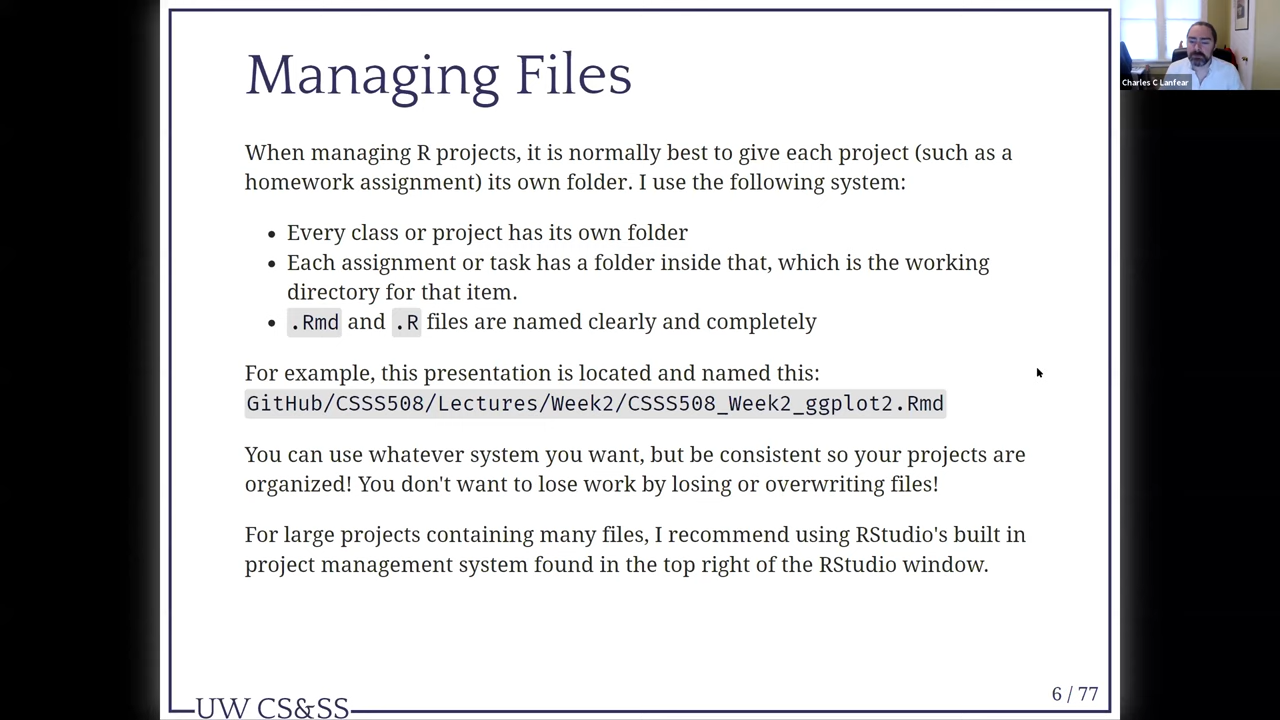 Managing Files
When managing R projects, it is normally best to give each project (such as a
homework assignment) its own folder. I use the following system:
• Every class or project has its own folder
• Each assignment or task has a folder inside that, which is the working
directory for that item.
• .Rmd and .R files are named clearly and completely
For example, this presentation is located and named this:
GitHub/CSSS508/Lectures/Week2/CSSS508_Week2_ggplot2.Rmd
You can use whatever system you want, but be consistent so your projects are
organized! You don't want to lose work by losing or overwriting files!
For large projects containing many files, I recommend using RStudio's built in
project management system found in the top right of the RStudio window.
UW CS&SS
6 / 77
Charles C Lanfear